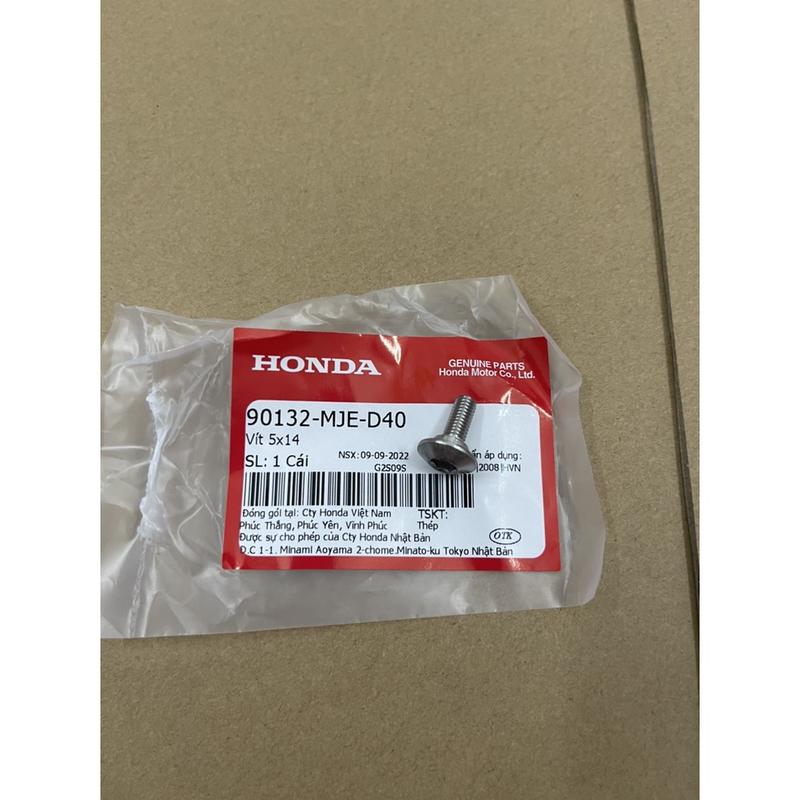 HONDA
GENUINE PARTS
Honda Motor Co., Ltd.
90132-MJE-D40
Vít 5x14
SL: 1 Cái
NSX: 09-09-2022
áp dụng:
G2S09S
2008 HVN
Đóng gói tại: Cty Honda Việt Nam
TSKT:
Phúc Thắng, Phúc Yên, Vĩnh Phúc
Thép
Được sự cho phép của Cty Honda Nhật Bản
OTK
Đ.C 1-1. Minami Aoyama 2-chome.Minato-ku Tokyo Nhật Bản